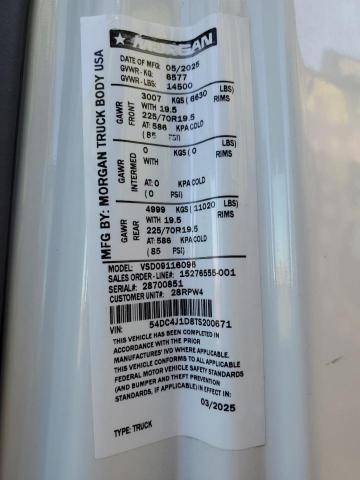 MORGAN
MFG BY: MORGAN TRUCK BODY USA
DATE OF MFG: 05/2025
GVWR - KG: 6577
GVWR - LBS: 14500
GAWR FRONT
3007 KGS ( 6630 LBS)
WITH 19.5 RIMS
225/70R19.5
AT: 586 KPA COLD
( 85 PSI)
GAWR INTERMED
0 KGS ( 0 LBS)
WITH RIMS
AT: 0 KPA COLD
( 0 PSI)
GAWR REAR
4999 KGS ( 11020 LBS)
WITH 19.5 RIMS
225/70R19.5
AT: 586 KPA COLD
( 85 PSI)
MODEL: VSD09116096
SALES ORDER - LINE#: 15276555-001
SERIAL#: 28700851
CUSTOMER UNIT#: 28RPW4
VIN: 54DC4J1D8TS200671
THIS VEHICLE HAS BEEN COMPLETED IN
ACCORDANCE WITH THE PRIOR
MANUFACTURES' IVD WHERE APPLICABLE.
THIS VEHICLE CONFORMS TO ALL APPLICABLE
FEDERAL MOTOR VEHICLE SAFETY STANDARDS
(AND BUMPER AND THEFT PREVENTION
STANDARDS, IF APPLICABLE) IN EFFECT IN:
03/2025
TYPE: TRUCK